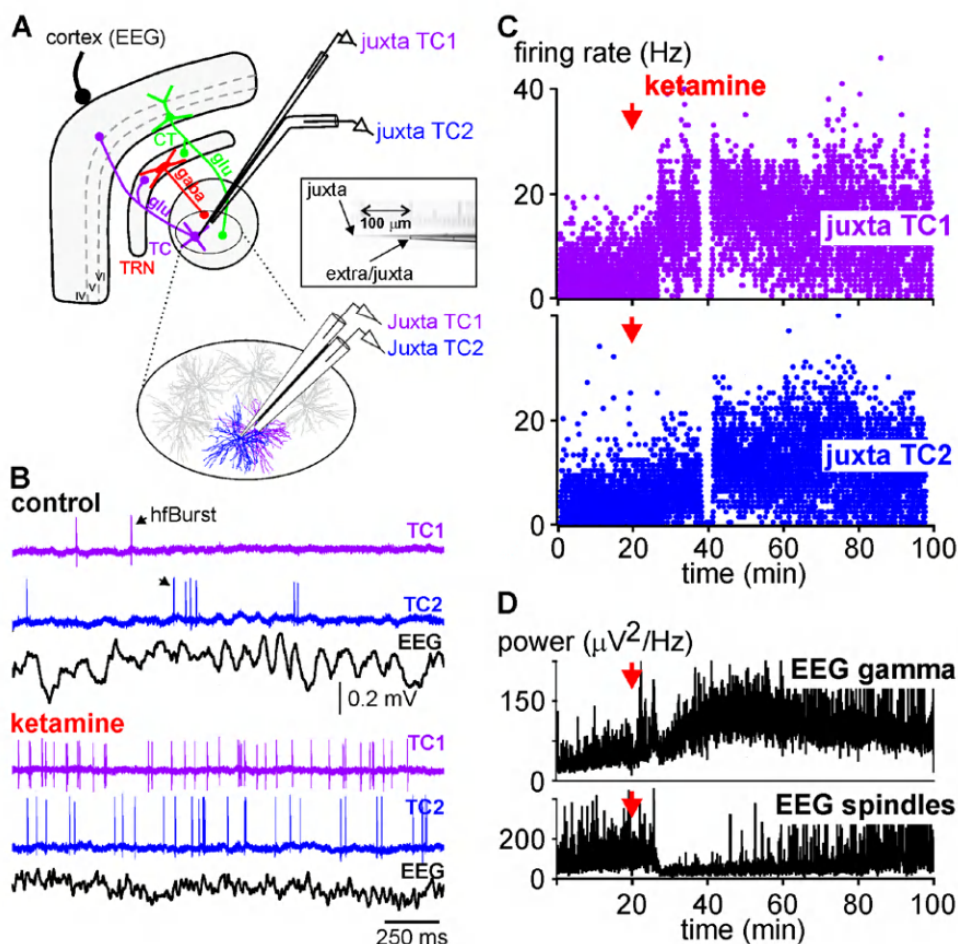 A
cortex (EEG)
juxta TC1
juxta TC2
CT
glu
gaba
glu
TC
TRN
VI
V
IV
juxta
100 µm
extra/juxta
Juxta TC1
Juxta TC2
B
control
hfBurst
TC1
TC2
EEG
0.2 mV
ketamine
TC1
TC2
EEG
250 ms
C
firing rate (Hz)
ketamine
40
20
0
juxta TC1
20
0
juxta TC2
0 20 40 60 80 100
time (min)
D
power (µV2/Hz)
EEG gamma
150
0
EEG spindles
200
0
20 40 60 80 100
time (min)